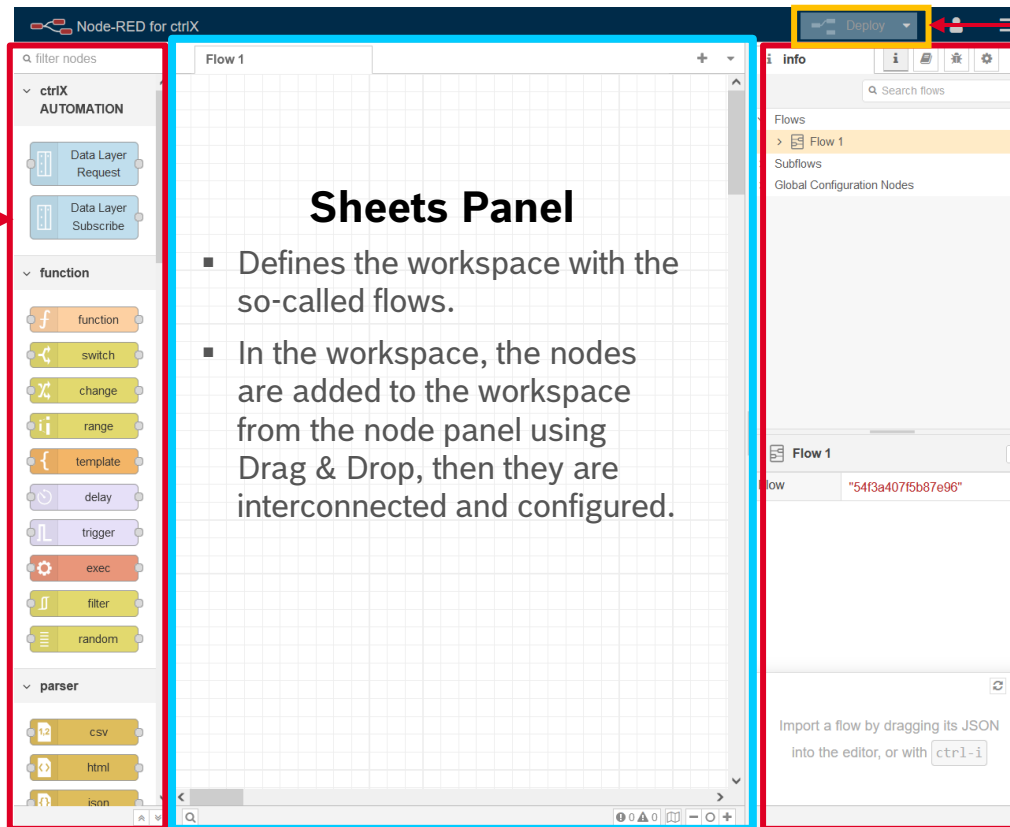 Node-RED for ctrlX
Deploy
filter nodes
ctrlX
AUTOMATION
Data Layer
Request
Data Layer
Subscribe
function
function
switch
change
range
template
delay
trigger
exec
filter
random
parser
1,2
csv
html
json
Flow 1
Sheets Panel
▪ Defines the workspace with the
so-called flows.
▪ In the workspace, the nodes
are added to the workspace
from the node panel using
Drag & Drop, then they are
interconnected and configured.
0
0
i info
i
Search flows
Flows
Flow 1
Subflows
Global Configuration Nodes
Flow 1
"54f3a407f5b87e96"
Import a flow by dragging its JSON
into the editor, or with ctrl-i